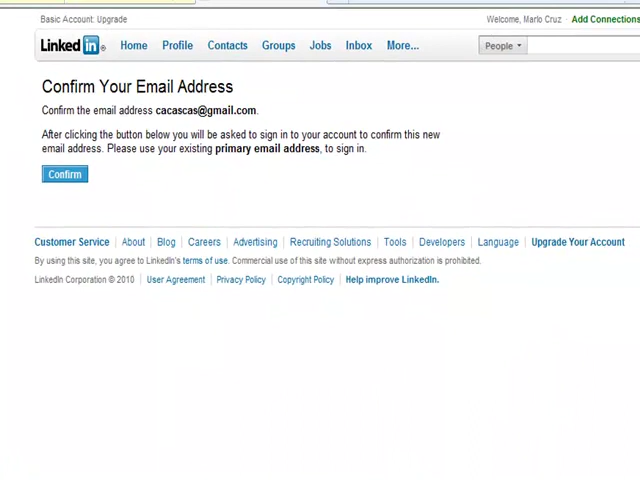 Basic Account: Upgrade
Welcome, Marlo Cruz Add Connections
Linked in® Home Profile Contacts Groups Jobs Inbox More... People
Confirm Your Email Address
Confirm the email address cacascas@gmail.com.
After clicking the button below you will be asked to sign in to your account to confirm this new
email address. Please use your existing primary email address, to sign in.
Confirm
Customer Service About Blog Careers Advertising Recruiting Solutions Tools Developers Language Upgrade Your Account
By using this site, you agree to LinkedIn's terms of use. Commercial use of this site without express authorization is prohibited.
LinkedIn Corporation © 2010 User Agreement Privacy Policy Copyright Policy Help improve LinkedIn.